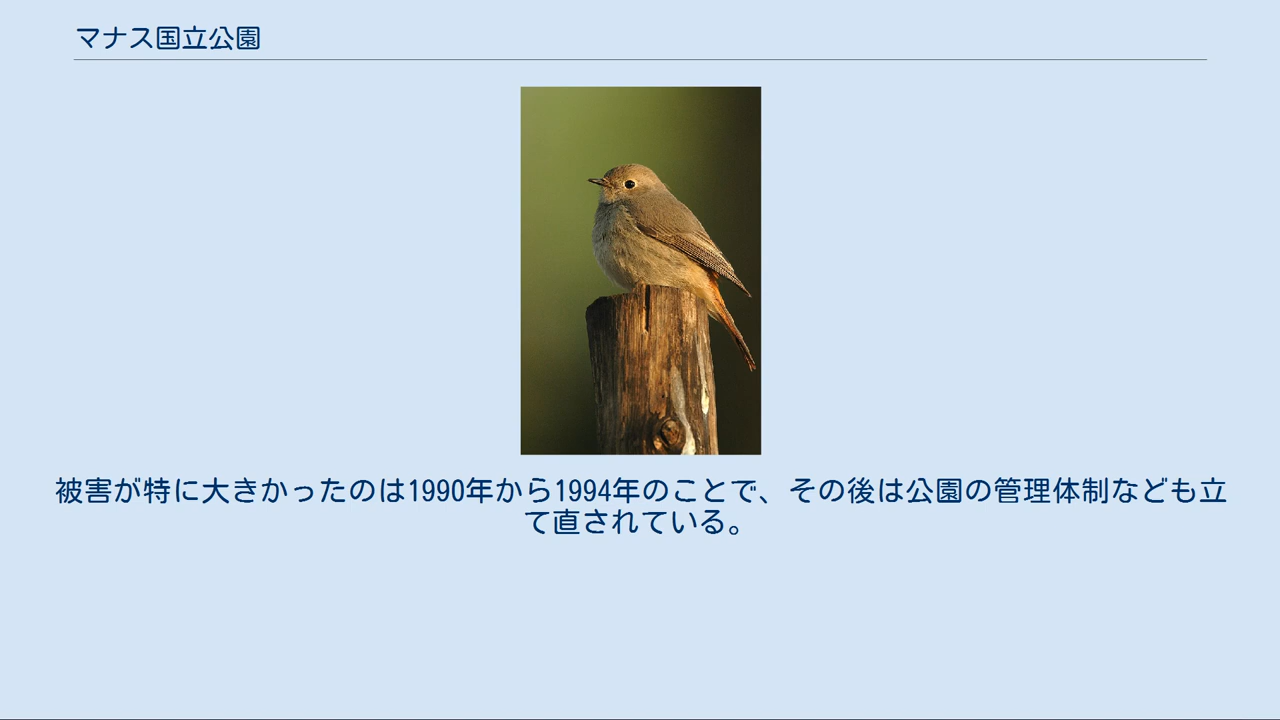 マナス国立公園
被害が特に大きかったのは1990年から1994年のことで、その後は公園の管理体制なども立
て直されている。